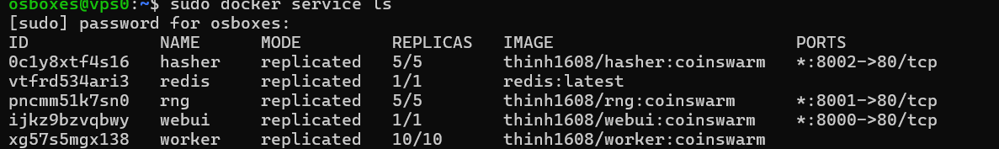 osboxes@vps0:~$ sudo docker service ls
[sudo] password for osboxes:
ID NAME MODE REPLICAS IMAGE PORTS
0c1y8xtf4s16 hasher replicated 5/5 thinh1608/hasher:coinswarm *:8002->80/tcp
vtfrd534ari3 redis replicated 1/1 redis:latest
pncmm51k7sn0 rng replicated 5/5 thinh1608/rng:coinswarm *:8001->80/tcp
ijkz9bzvqbwy webui replicated 1/1 thinh1608/webui:coinswarm *:8000->80/tcp
xg57s5mgx138 worker replicated 10/10 thinh1608/worker:coinswarm